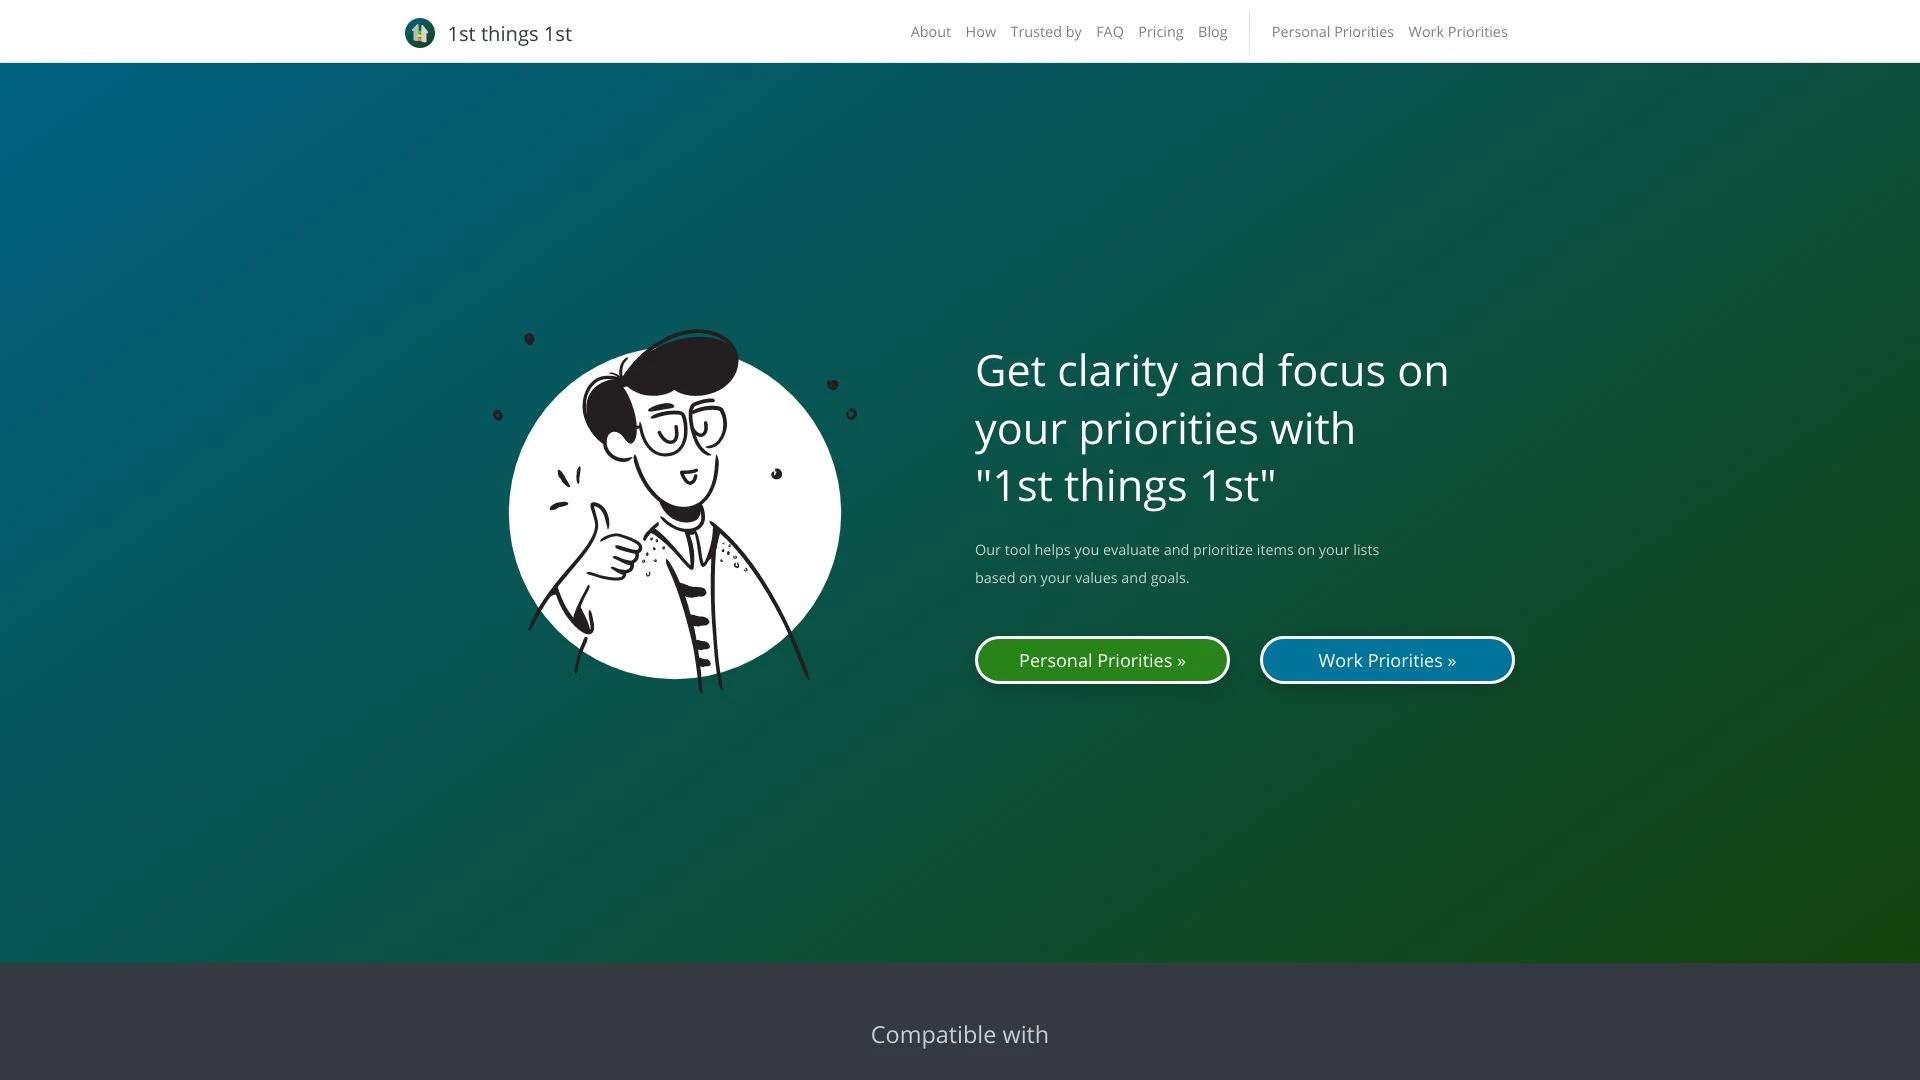 1st things 1st
About How Trusted by FAQ Pricing Blog Personal Priorities Work Priorities
Get clarity and focus on
your priorities with
"1st things 1st"
Our tool helps you evaluate and prioritize items on your lists
based on your values and goals.
Personal Priorities »
Work Priorities »
Compatible with